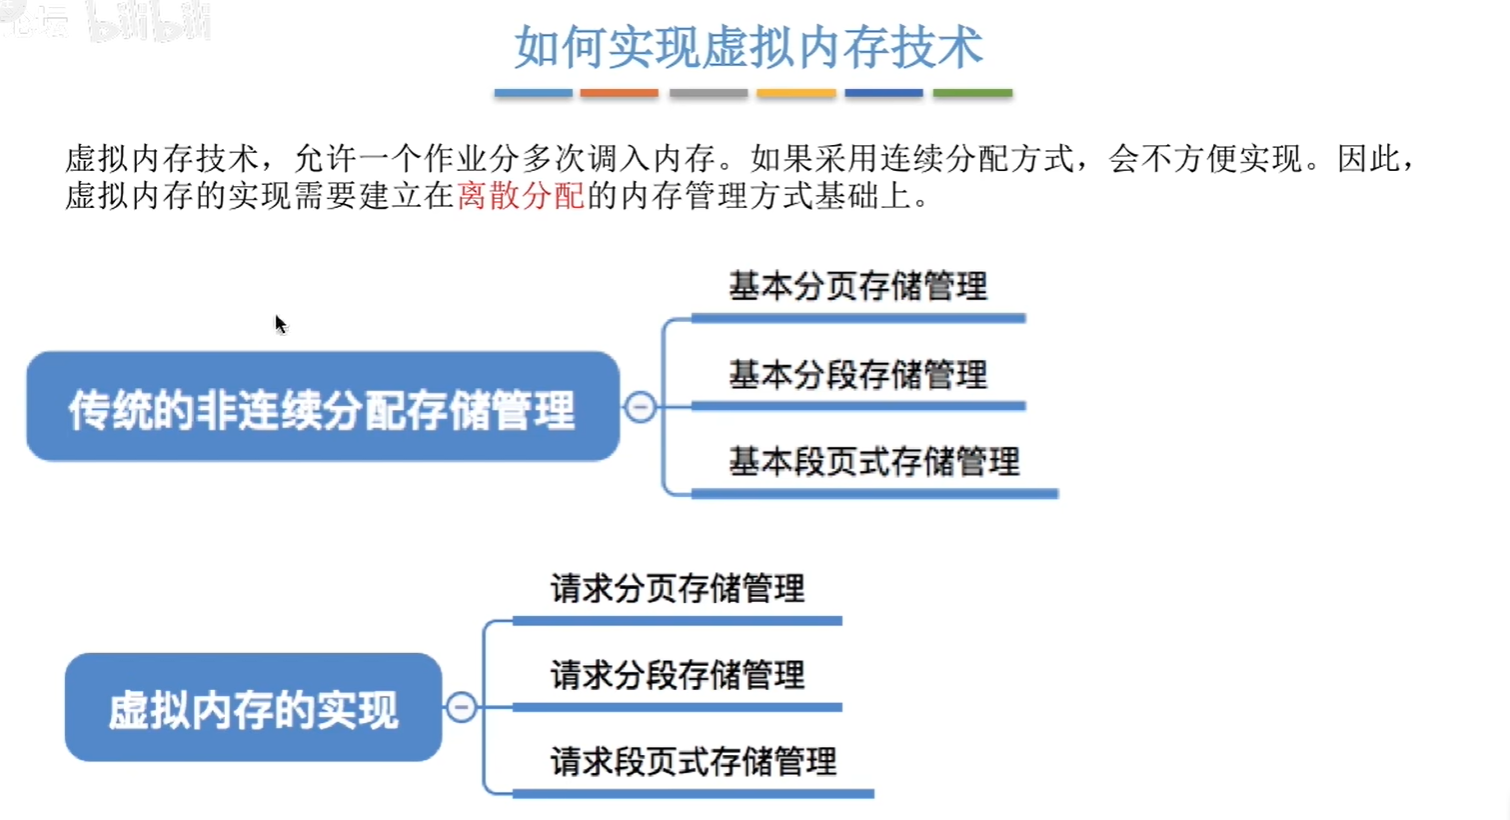 论坛 bilibili
如何实现虚拟内存技术
虚拟内存技术，允许一个作业分多次调入内存。如果采用连续分配方式，会不方便实现。因此，
虚拟内存的实现需要建立在离散分配的内存管理方式基础上。
基本分页存储管理
基本分段存储管理
传统的非连续分配存储管理
基本段页式存储管理
请求分页存储管理
请求分段存储管理
虚拟内存的实现
请求段页式存储管理